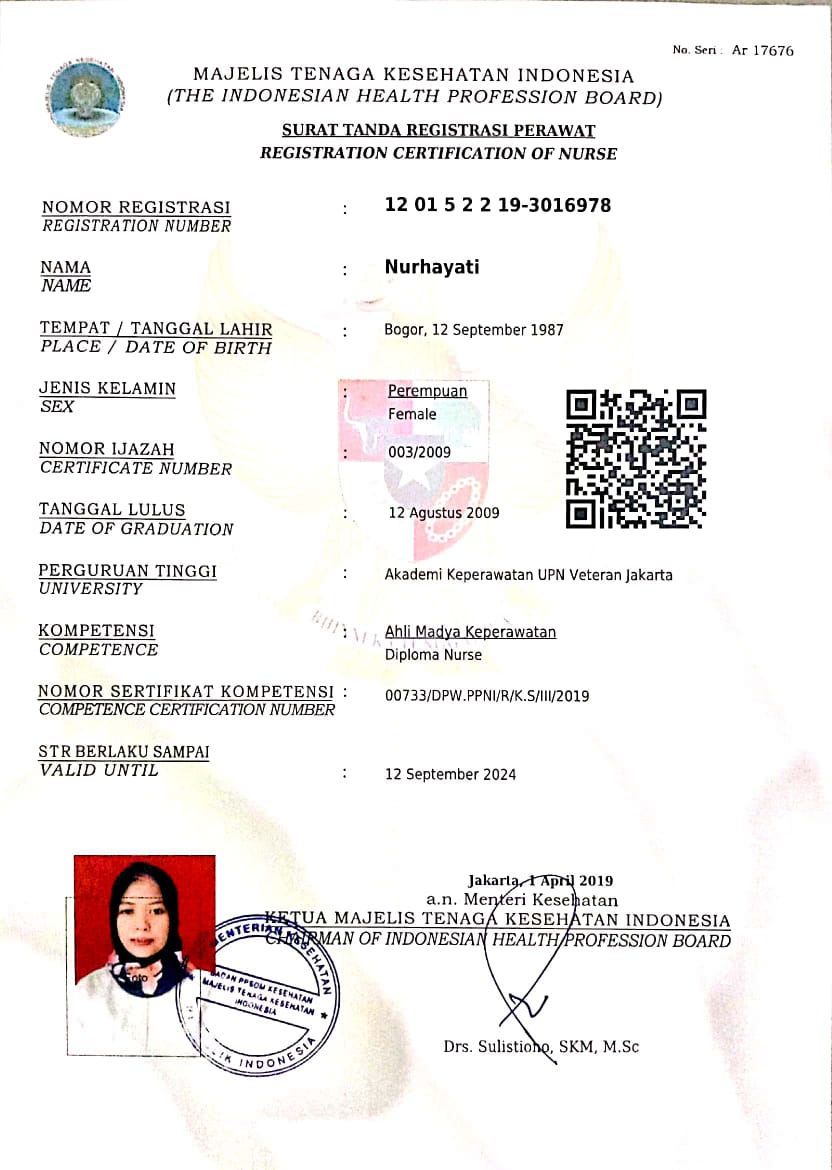 No. Seri : Ar 17676
MAJELIS TENAGA KESEHATAN INDONESIA
(THE INDONESIAN HEALTH PROFESSION BOARD)
SURAT TANDA REGISTRASI PERAWAT
REGISTRATION CERTIFICATION OF NURSE
NOMOR REGISTRASI : 12 01 5 2 2 19-3016978
REGISTRATION NUMBER
NAMA : Nurhayati
NAME
TEMPAT / TANGGAL LAHIR : Bogor, 12 September 1987
PLACE / DATE OF BIRTH
JENIS KELAMIN : Perempuan
SEX Female
NOMOR IJAZAH : 003/2009
CERTIFICATE NUMBER
TANGGAL LULUS : 12 Agustus 2009
DATE OF GRADUATION
PERGURUAN TINGGI : Akademi Keperawatan UPN Veteran Jakarta
UNIVERSITY
KOMPETENSI : Ahli Madya Keperawatan
COMPETENCE Diploma Nurse
NOMOR SERTIFIKAT KOMPETENSI : 00733/DPW.PPNI/R/K.S/III/2019
COMPETENCE CERTIFICATION NUMBER
STR BERLAKU SAMPAI
VALID UNTIL : 12 September 2024
Jakarta, 1 April 2019
a.n. Menteri Kesehatan
KETUA MAJELIS TENAGA KESEHATAN INDONESIA
CHAIRMAN OF INDONESIAN HEALTH PROFESSION BOARD
Foto
KESEHATAN
BADAN PPSDM KESEHATAN
MAJELIS TENAGA KESEHATAN
INDONESIA
INDONESIA
Drs. Sulistiono, SKM, M.Sc